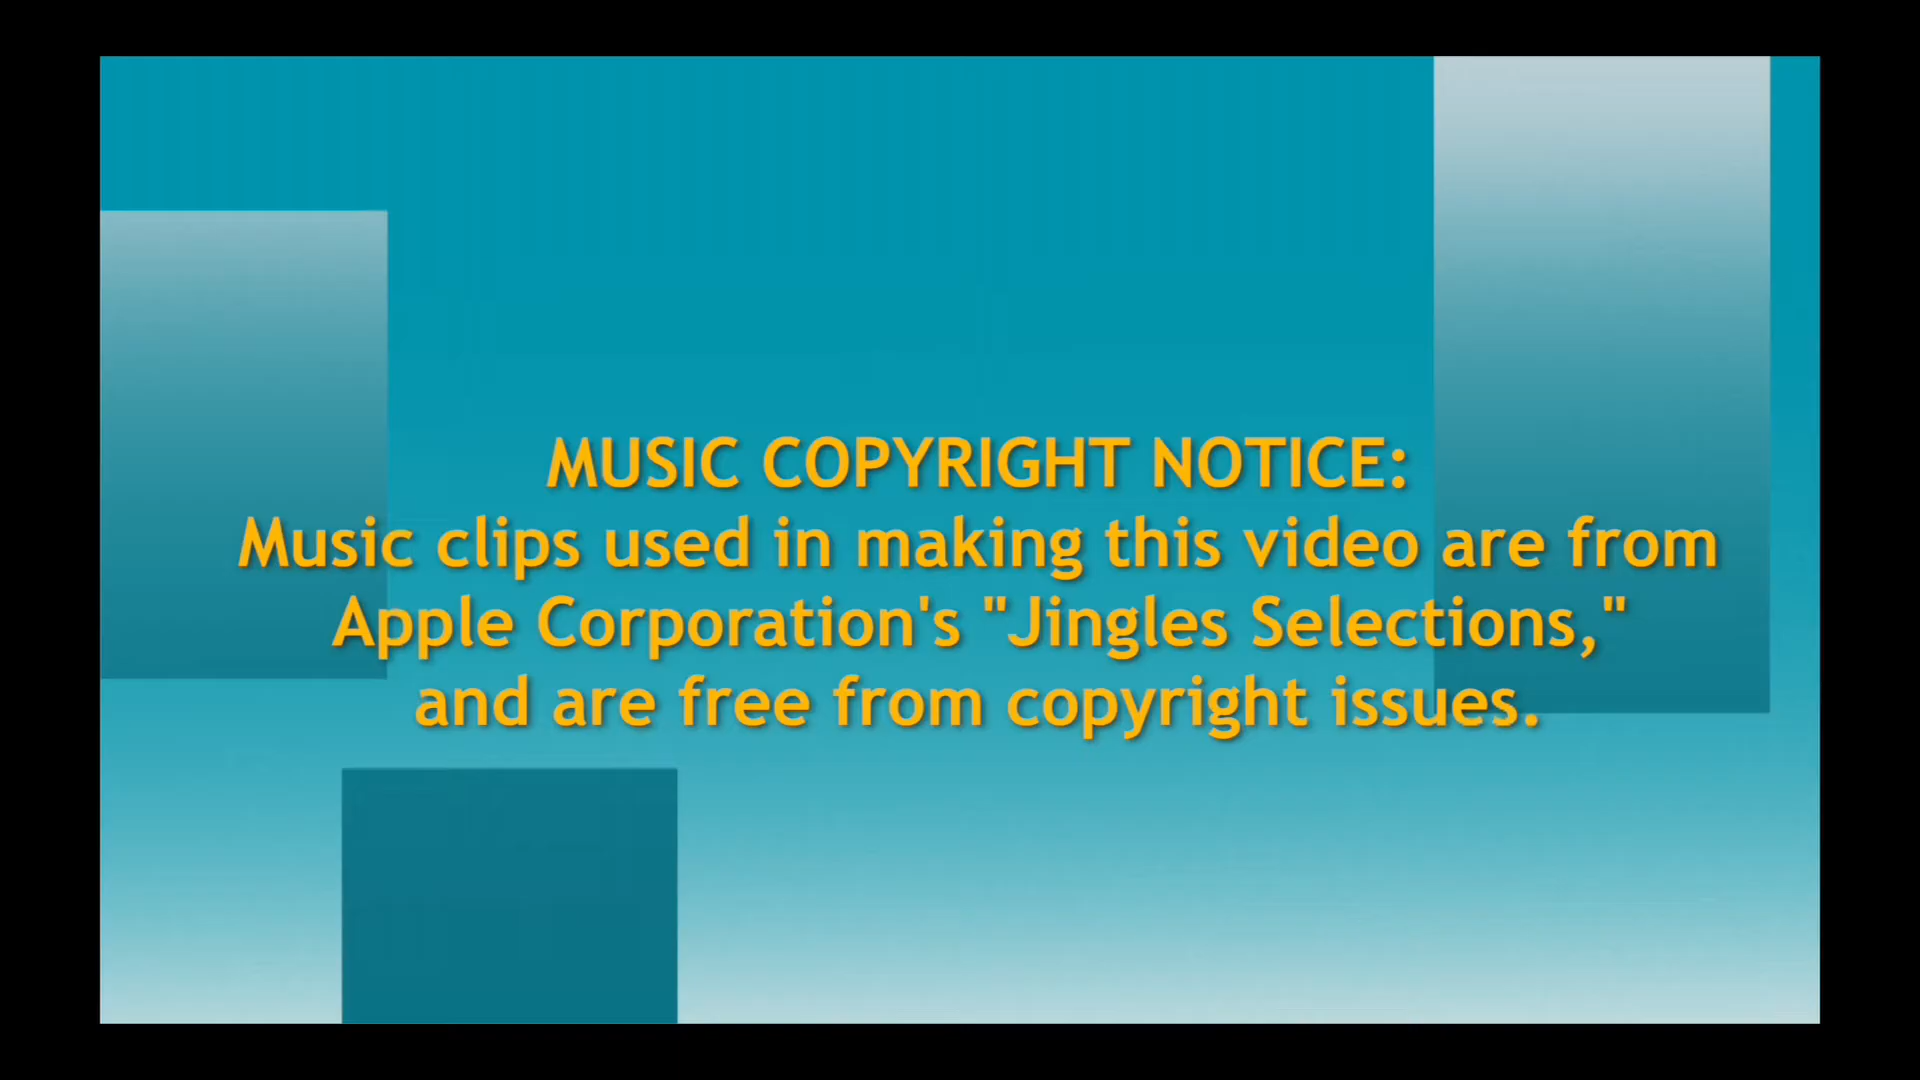 MUSIC COPYRIGHT NOTICE:
Music clips used in making this video are from
Apple Corporation's "Jingles Selections,"
and are free from copyright issues.